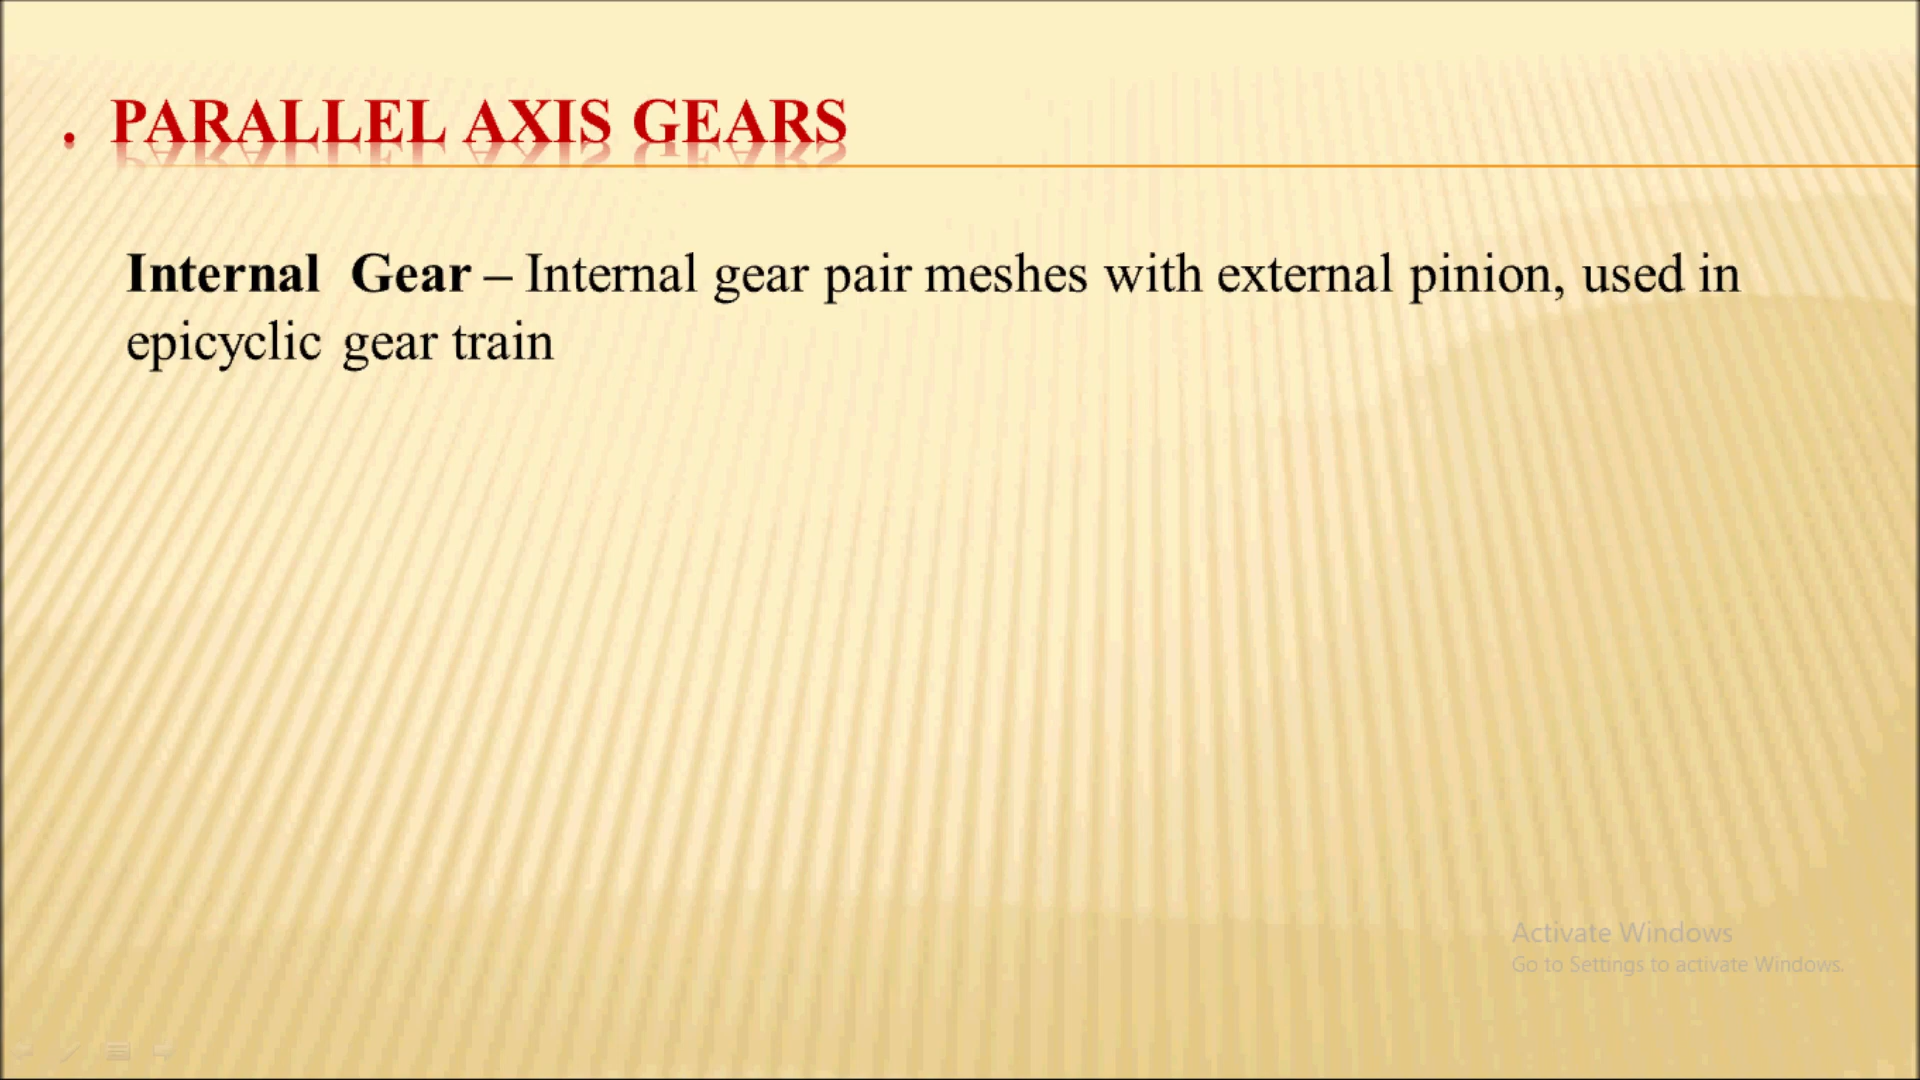 . PARALLEL AXIS GEARS
Internal Gear – Internal gear pair meshes with external pinion, used in
epicyclic gear train
Activate Windows
Go to Settings to activate Windows.